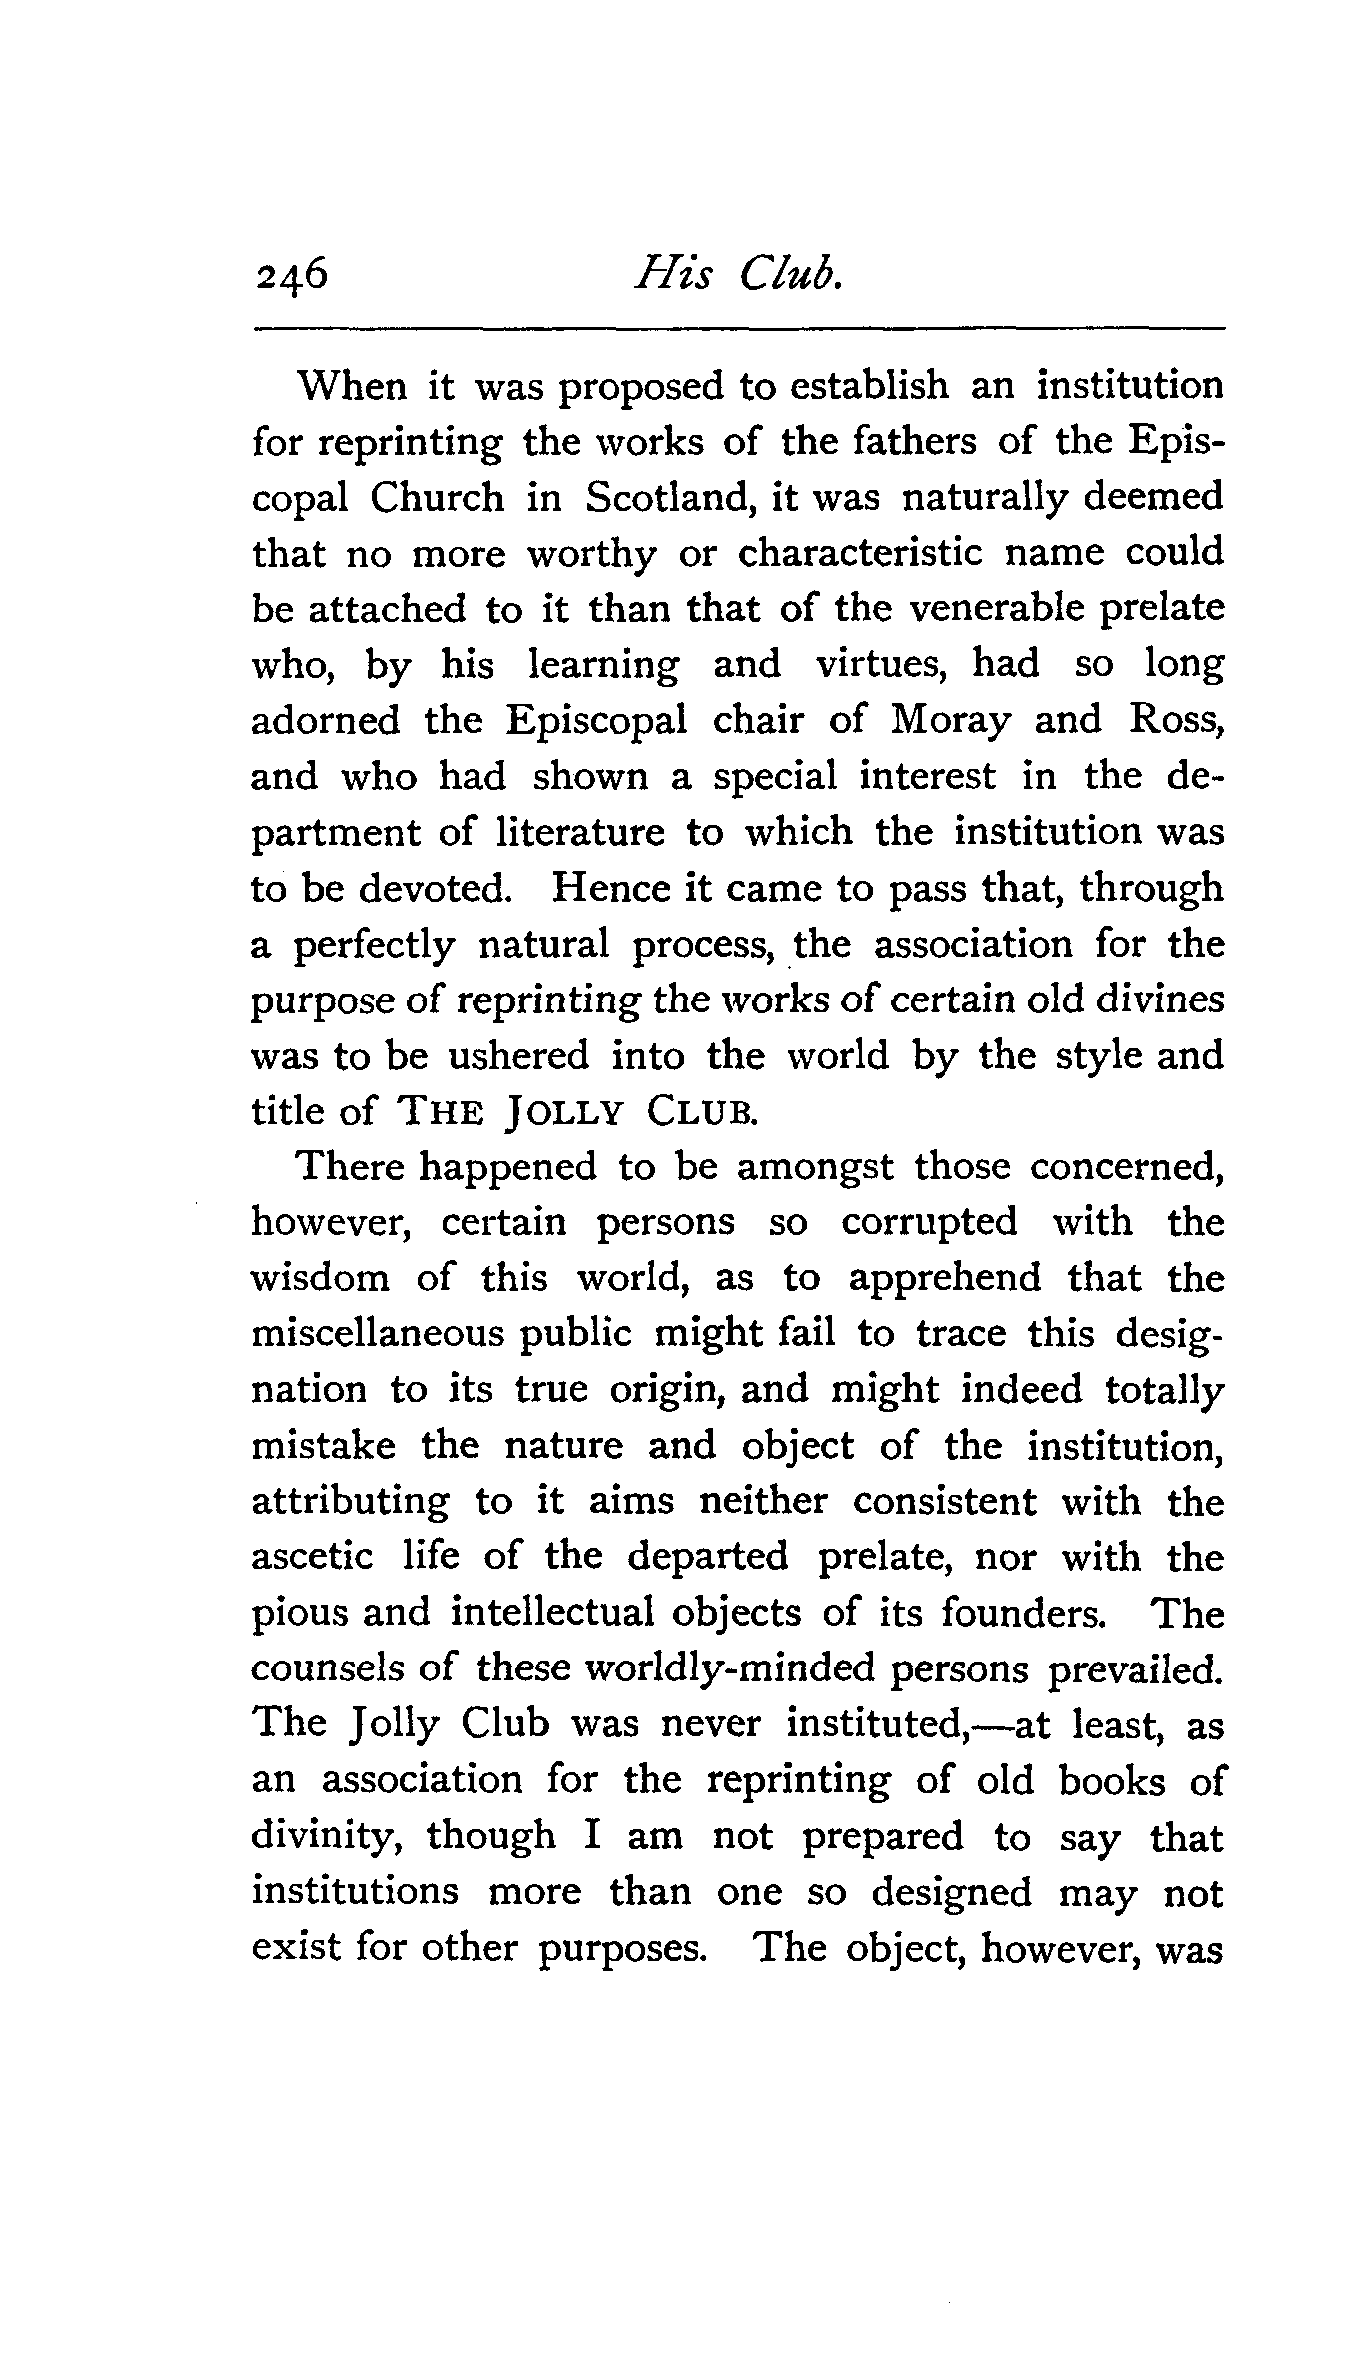 246 His Club.
When it was proposed to establish an institution
for reprinting the works of the fathers of the Epis-
copal Church in Scotland, it was naturally deemed
that no more worthy or characteristic name could
be attached to it than that of the venerable prelate
who, by his learning and virtues, had so long
adorned the Episcopal chair of Moray and Ross,
and who had shown a special interest in the de-
partment of literature to which the institution was
to be devoted. Hence it came to pass that, through
a perfectly natural process, the association for the
purpose of reprinting the works of certain old divines
was to be ushered into the world by the style and
title of THE JOLLY CLUB.
There happened to be amongst those concerned,
however, certain persons so corrupted with the
wisdom of this world, as to apprehend that the
miscellaneous public might fail to trace this desig-
nation to its true origin, and might indeed totally
mistake the nature and object of the institution,
attributing to it aims neither consistent with the
ascetic life of the departed prelate, nor with the
pious and intellectual objects of its founders. The
counsels of these worldly-minded persons prevailed.
The Jolly Club was never instituted,—at least, as
an association for the reprinting of old books of
divinity, though I am not prepared to say that
institutions more than one so designed may not
exist for other purposes. The object, however, was